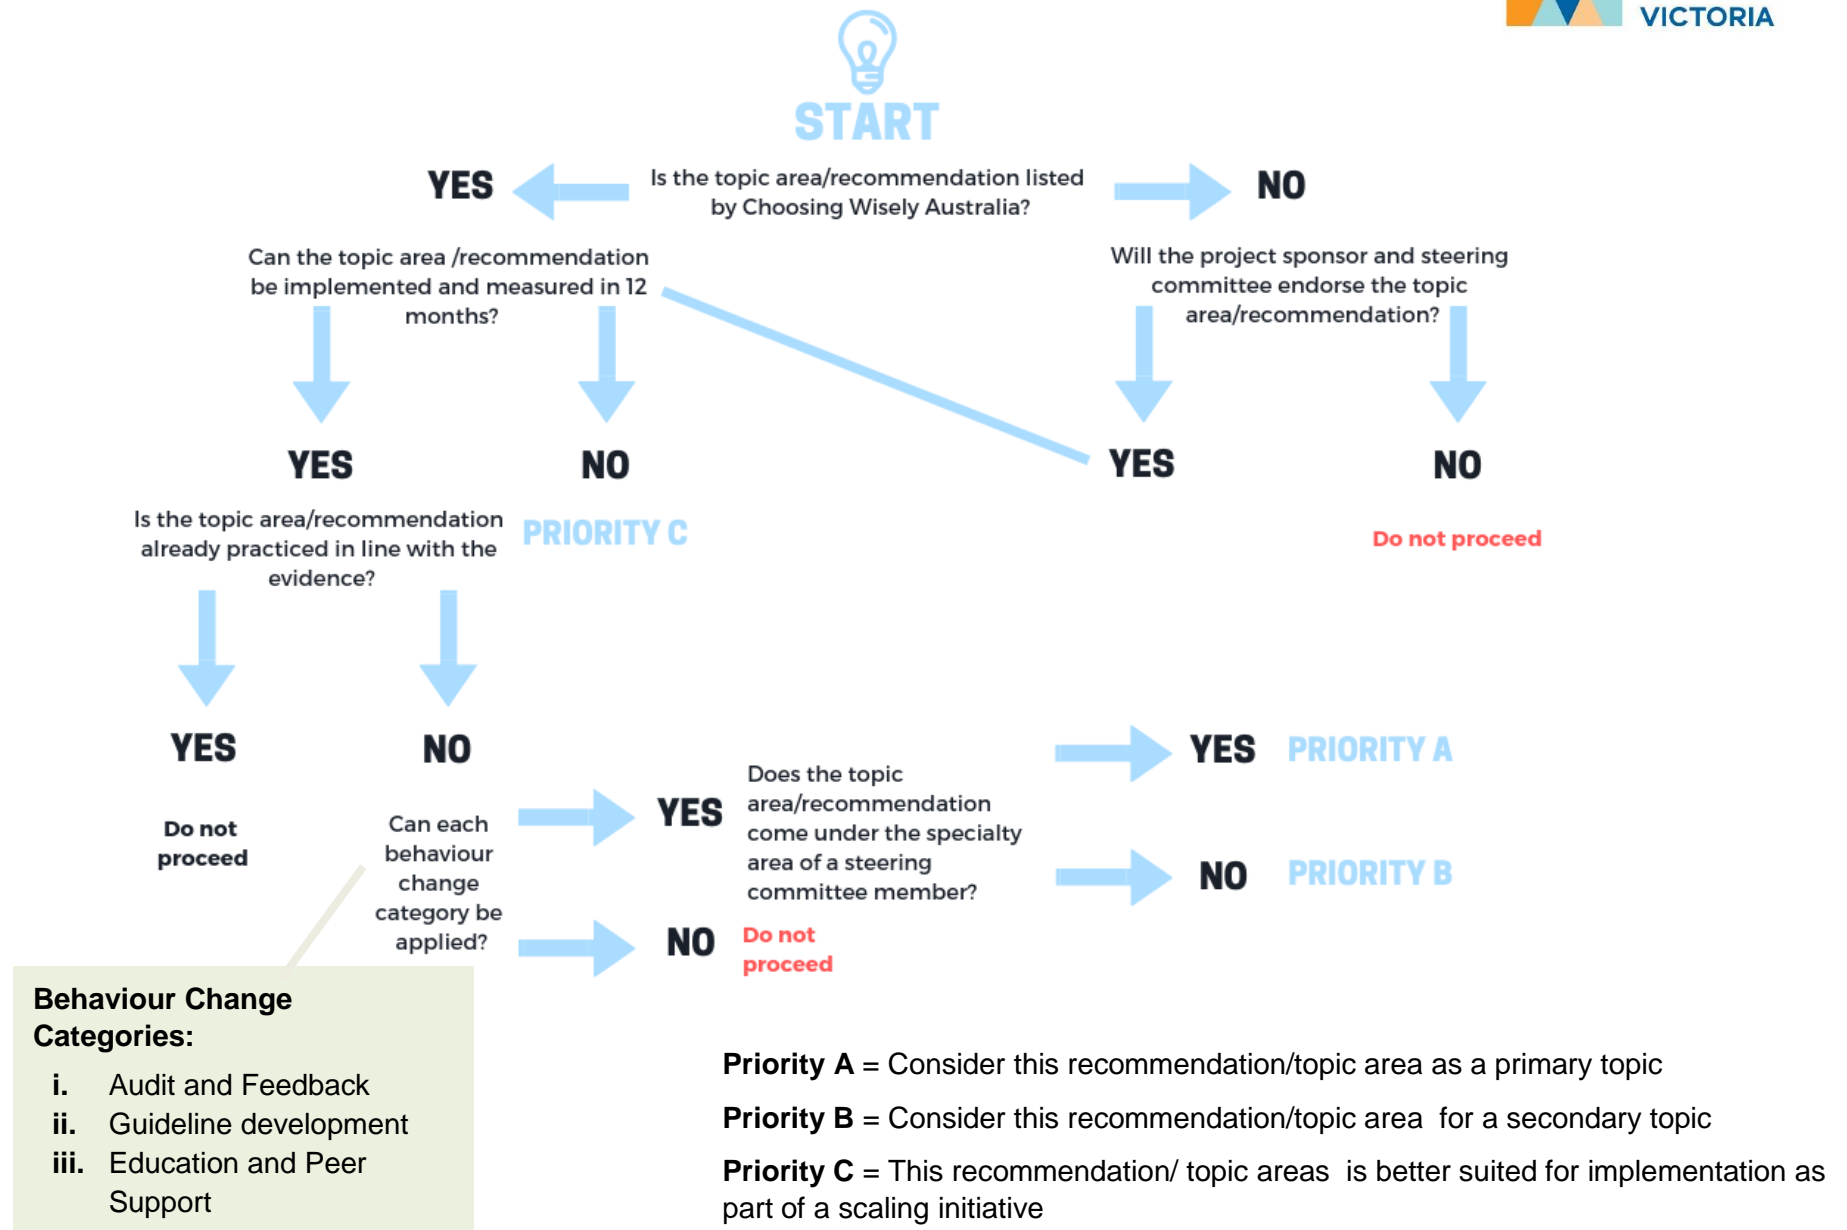 VICTORIA
START
YES
Is the topic area/recommendation listed
by Choosing Wisely Australia?
NO
Can the topic area /recommendation
be implemented and measured in 12
months?
Will the project sponsor and steering
committee endorse the topic
area/recommendation?
YES
NO
YES
NO
Is the topic area/recommendation
already practiced in line with the
evidence?
PRIORITY C
Do not proceed
YES
NO
Do not
proceed
Can each
behaviour
change
category be
applied?
YES
Does the topic
area/recommendation
come under the specialty
area of a steering
committee member?
YES PRIORITY A
NO PRIORITY B
NO
Do not
proceed
Behaviour Change
Categories:
i. Audit and Feedback
ii. Guideline development
iii. Education and Peer
Support
Priority A = Consider this recommendation/topic area as a primary topic
Priority B = Consider this recommendation/topic area for a secondary topic
Priority C = This recommendation/ topic areas is better suited for implementation as
part of a scaling initiative